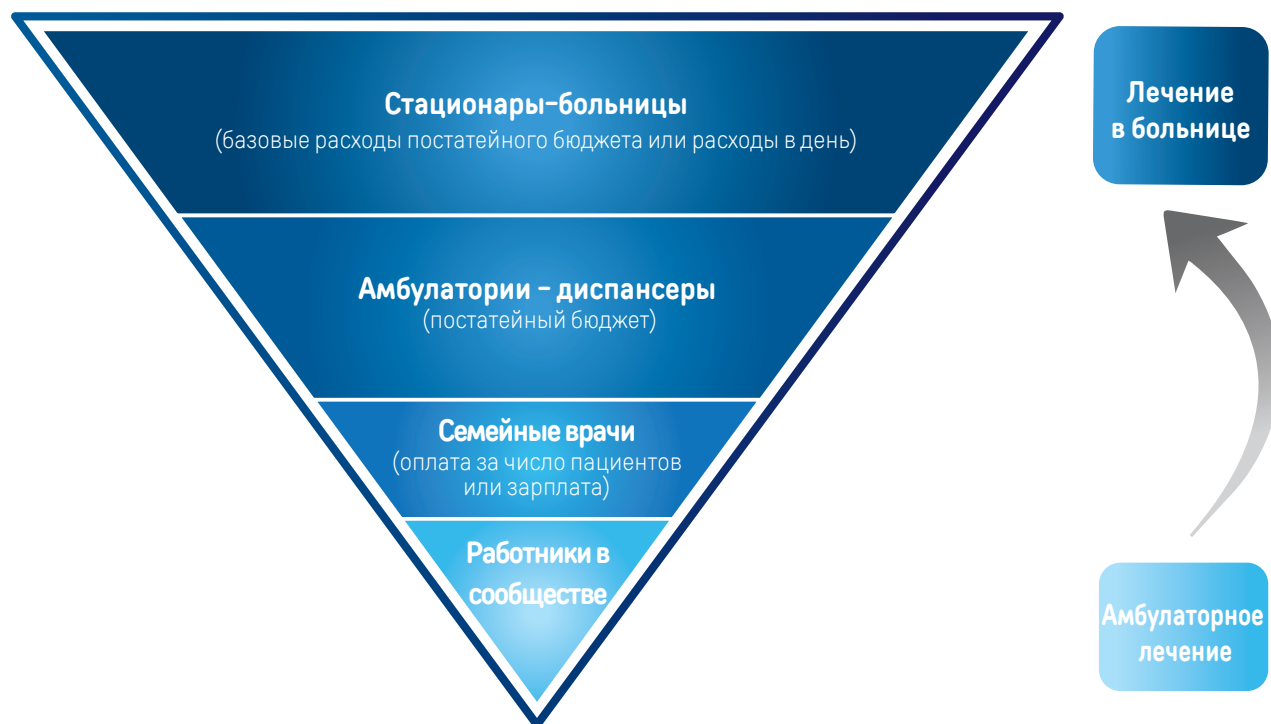 Стационары-больницы
(базовые расходы постатейного бюджета или расходы в день)
Амбулатории – диспансеры
(постатейный бюджет)
Семейные врачи
(оплата за число пациентов
или зарплата)
Работники в
сообществе
Лечение
в больнице
Амбулаторное
лечение